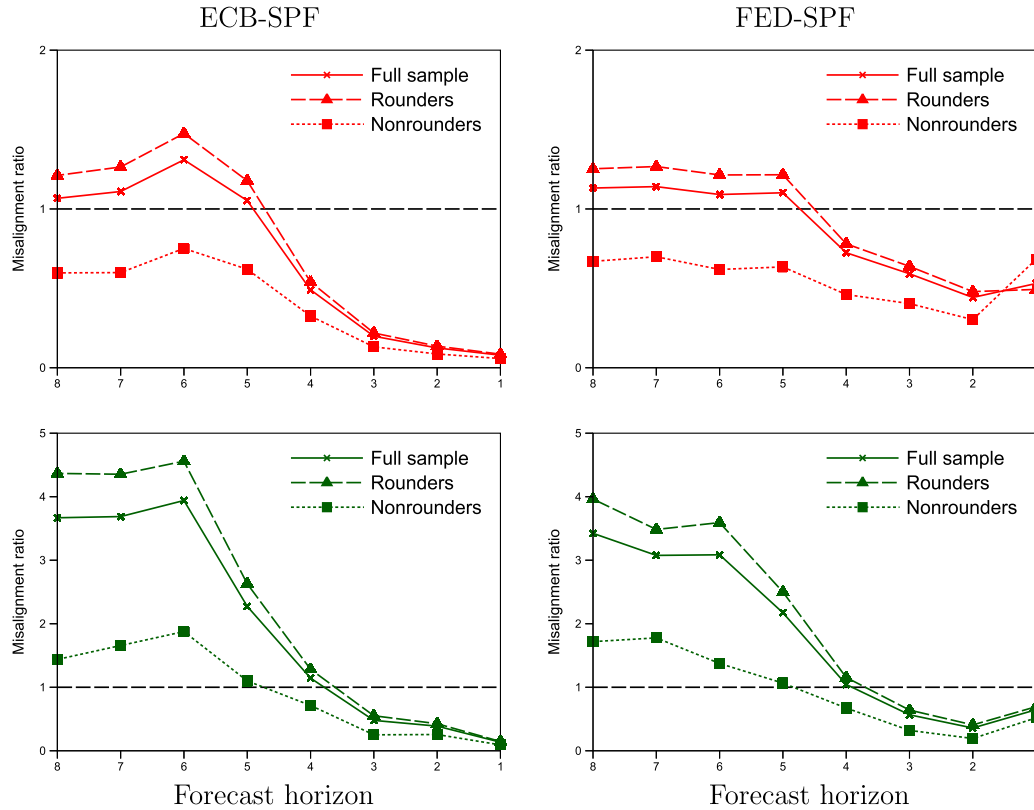 ECB-SPF
FED-SPF
2
1
0
Misalignment ratio
Full sample
Rounders
Nonrounders
8 7 6 5 4 3 2 1
2
1
0
Misalignment ratio
Full sample
Rounders
Nonrounders
8 7 6 5 4 3 2
5
4
3
2
1
0
Misalignment ratio
Full sample
Rounders
Nonrounders
8 7 6 5 4 3 2 1
5
4
3
2
1
0
Misalignment ratio
Full sample
Rounders
Nonrounders
8 7 6 5 4 3 2
Forecast horizon
Forecast horizon